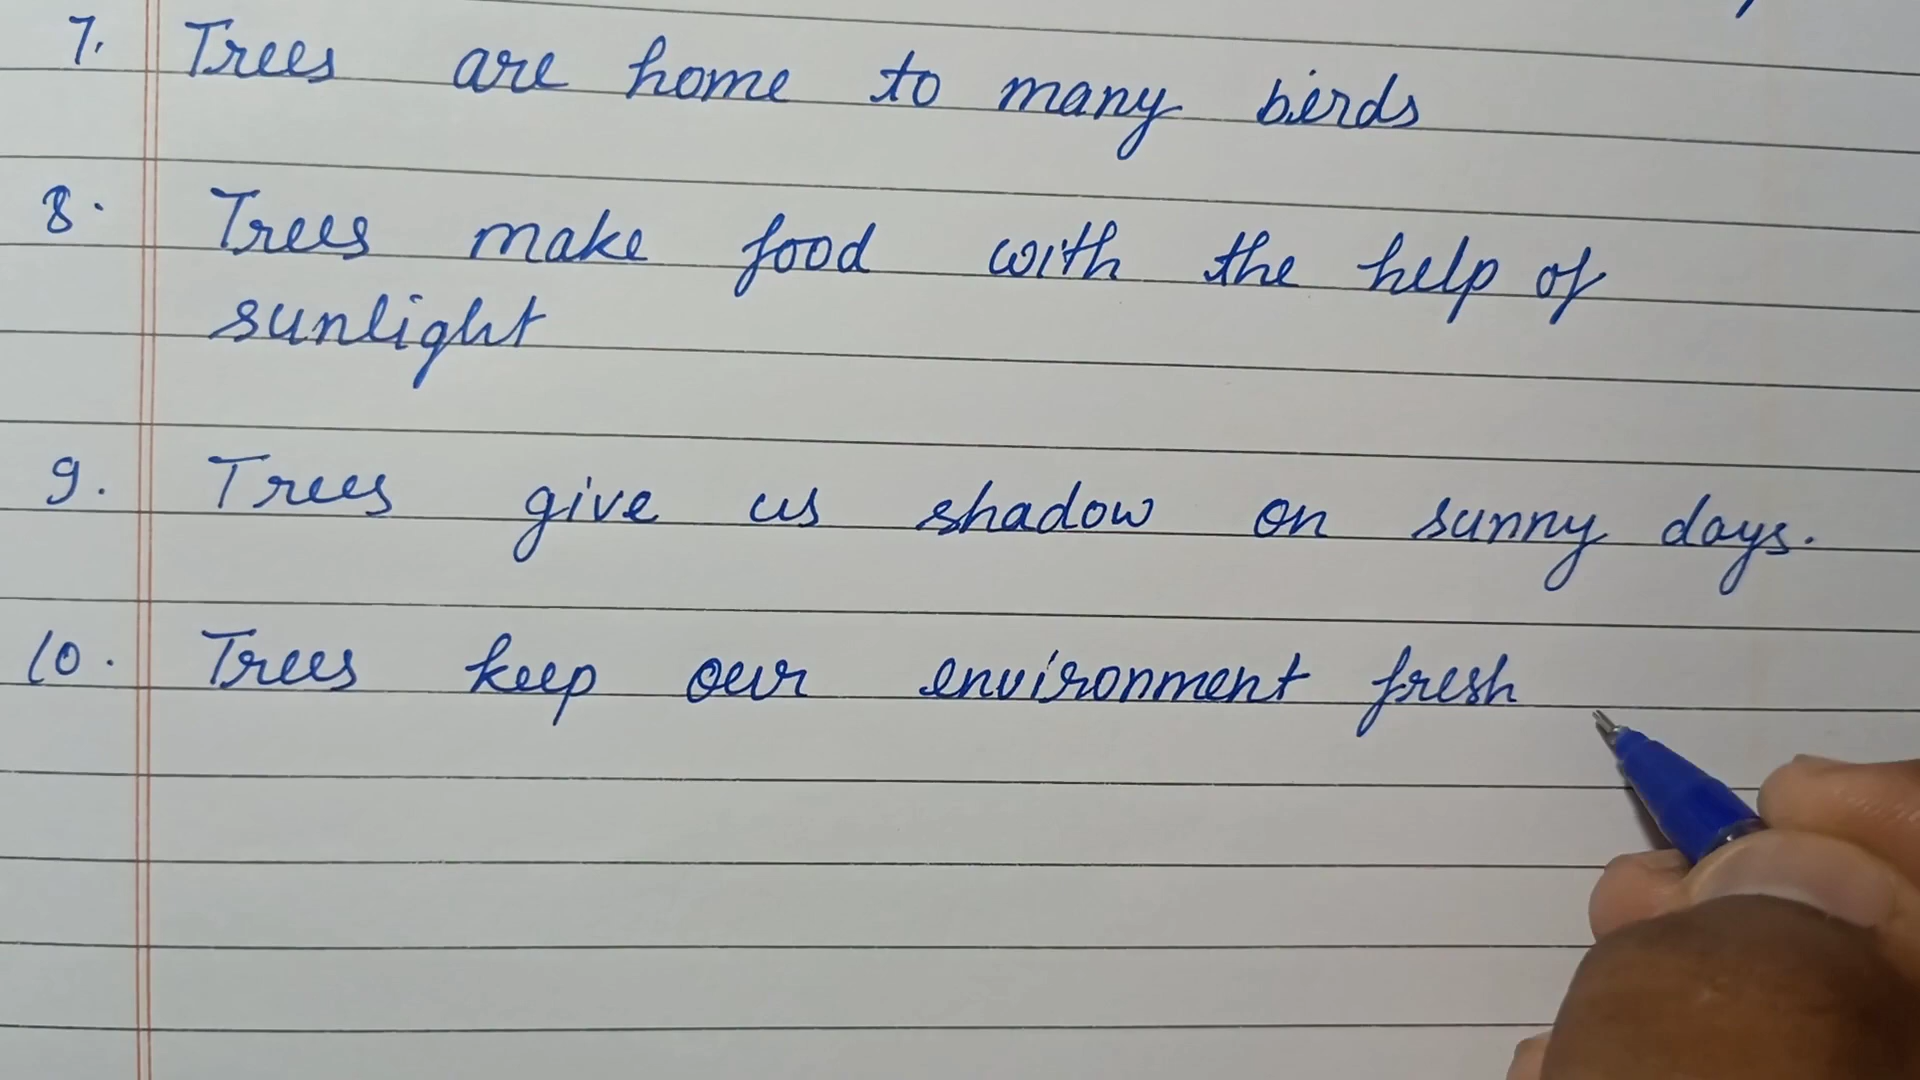 7. Trees are home to many birds
8. Trees make food with the help of
sunlight
9. Trees give us shadow on sunny days.
10. Trees keep our environment fresh